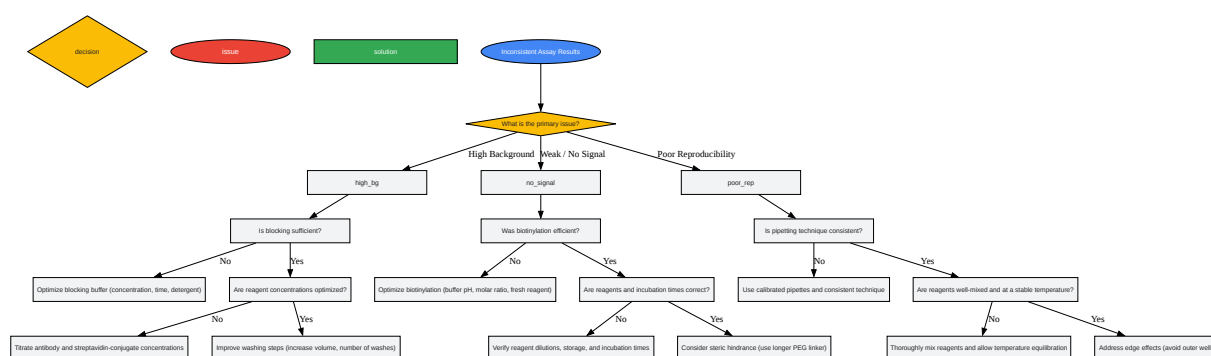 decision
issue
solution
Inconsistent Assay Results
What is the primary issue?
High Background
Weak / No Signal
Poor Reproducibility
high_bg
no_signal
poor_rep
Is blocking sufficient?
Was biotinylation efficient?
Is pipetting technique consistent?
No
Yes
No
Yes
No
Yes
Optimize blocking buffer (concentration, time, detergent)
Are reagent concentrations optimized?
Optimize biotinylation (buffer pH, molar ratio, fresh reagent)
Are reagents and incubation times correct?
Use calibrated pipettes and consistent technique
Are reagents well-mixed and at a stable temperature?
No
Yes
No
Yes
No
Yes
Titrate antibody and streptavidin-conjugate concentrations
Improve washing steps (increase volume, number of washes)
Verify reagent dilutions, storage, and incubation times
Consider steric hindrance (use longer PEG linker)
Thoroughly mix reagents and allow temperature equilibration
Address edge effects (avoid outer well